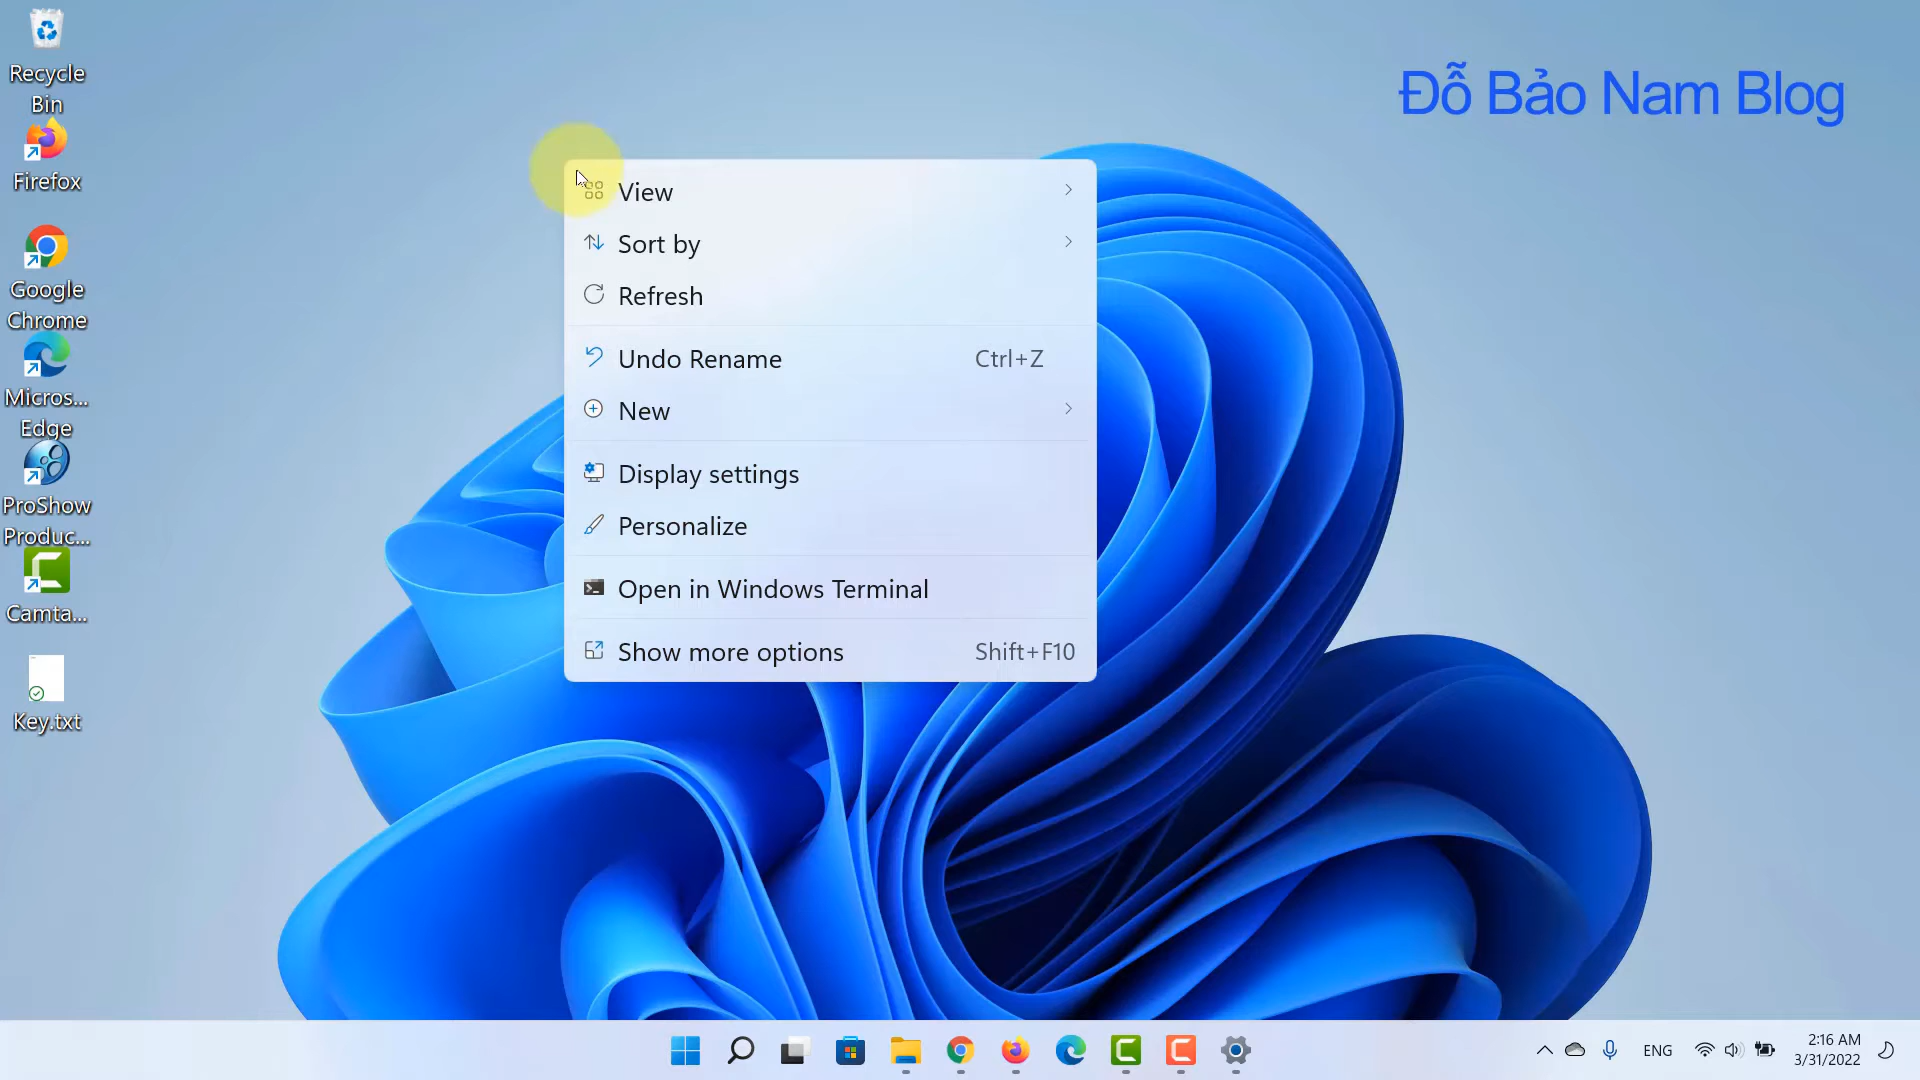 Recycle
Bin
Firefox
Google
Chrome
Micros...
Edge
ProShow
Produc...
Camta...
Key.txt
Đỗ Bảo Nam Blog
View
Sort by
Refresh
Undo Rename Ctrl+Z
New
Display settings
Personalize
Open in Windows Terminal
Show more options Shift+F10
ENG
2:16 AM
3/31/2022